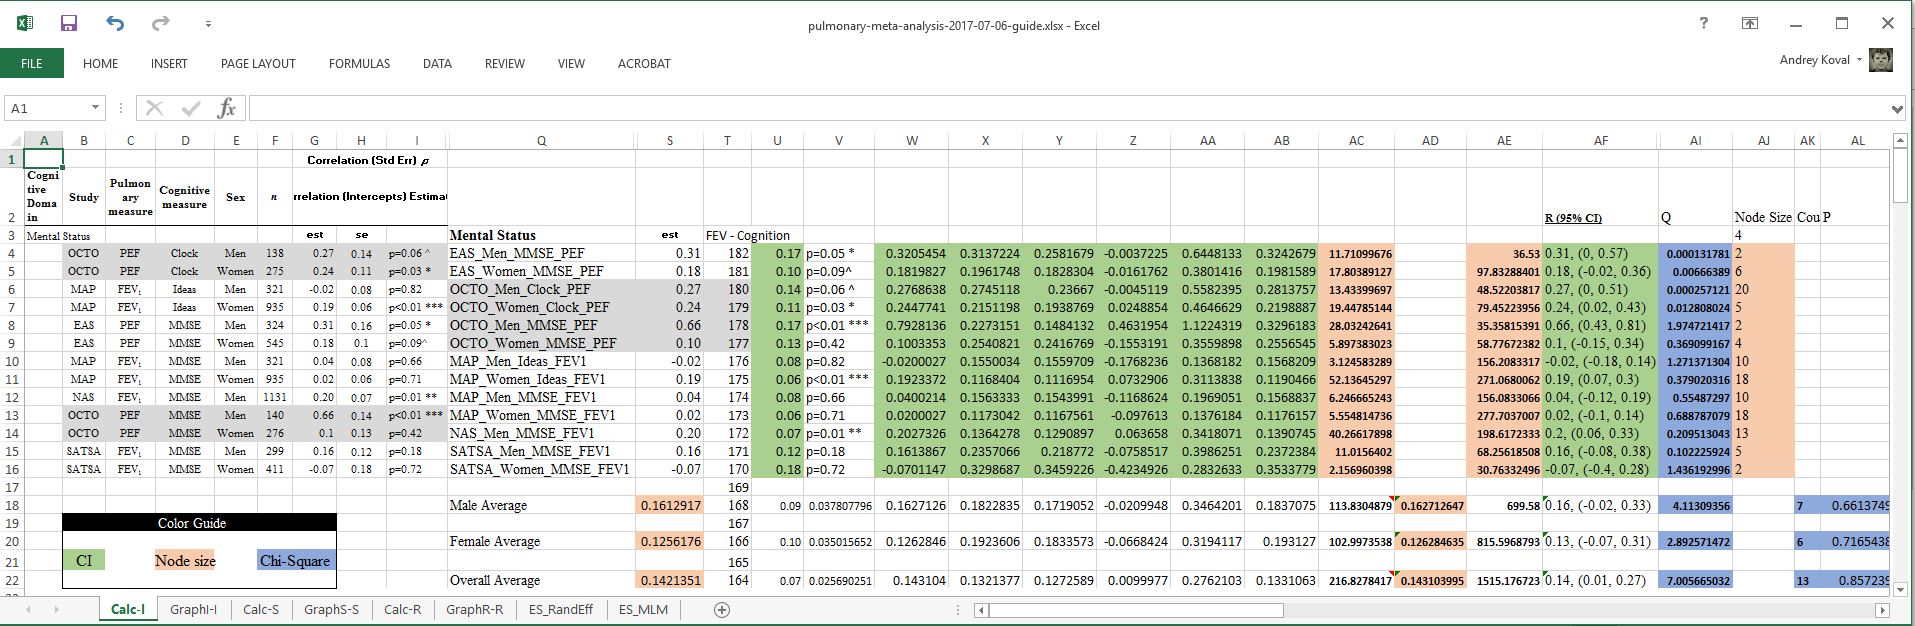 pulmonary-meta-analysis-2017-07-06-guide.xlsx - Excel
?
FILE HOME INSERT PAGE LAYOUT FORMULAS DATA REVIEW VIEW ACROBAT Andrey Koval
A1 fx
A B C D E F G H I Q S T U V W X Y Z AA AB AC AD AE AF AI AJ AK AL
1 Correlation (Std Err) ρ
2 Cogni tive Doma in Study Pulmon ary measure Cognitive measure Sex n rrelation (Intercepts) Estima R (95% CI) Q Node Size Cou P
3 Mental Status est se Mental Status est FEV - Cognition 4
4 OCTO PEF Clock Men 138 0.27 0.14 p=0.06 ^ EAS_Men_MMSE_PEF 0.31 182 0.17 p=0.05 * 0.3205454 0.3137224 0.2581679 -0.0037225 0.6448133 0.3242679 11.71099676 36.53 0.31, (0, 0.57) 0.000131781 2
5 OCTO PEF Clock Women 275 0.24 0.11 p=0.03 * EAS_Women_MMSE_PEF 0.18 181 0.10 p=0.09^ 0.1819827 0.1961748 0.1828304 -0.0161762 0.3801416 0.1981589 17.80389127 97.83288401 0.18, (-0.02, 0.36) 0.00666389 6
6 MAP FEV₁ Ideas Men 321 -0.02 0.08 p=0.82 OCTO_Men_Clock_PEF 0.27 180 0.14 p=0.06 ^ 0.2768638 0.2745118 0.23667 -0.0045119 0.5582395 0.2813757 13.43399697 48.52203817 0.27, (0, 0.51) 0.000257121 20
7 MAP FEV₁ Ideas Women 935 0.19 0.06 p<0.01 *** OCTO_Women_Clock_PEF 0.24 179 0.11 p=0.03 * 0.2447741 0.2151198 0.1938769 0.0248854 0.4646629 0.2198887 19.44785144 79.45223956 0.24, (0.02, 0.43) 0.012808024 5
8 EAS PEF MMSE Men 324 0.31 0.16 p=0.05 * OCTO_Men_MMSE_PEF 0.66 178 0.17 p<0.01 *** 0.7928136 0.2273151 0.1484132 0.4631954 1.1224319 0.3296183 28.03242641 35.35815391 0.66, (0.43, 0.81) 1.974721417 2
9 EAS PEF MMSE Women 545 0.18 0.1 p=0.09^ OCTO_Women_MMSE_PEF 0.10 177 0.13 p=0.42 0.1003353 0.2540821 0.2416769 -0.1553191 0.3559898 0.2556545 5.897383023 58.77672382 0.1, (-0.15, 0.34) 0.369099167 4
10 MAP FEV₁ MMSE Men 321 0.04 0.08 p=0.66 MAP_Men_Ideas_FEV1 -0.02 176 0.08 p=0.82 -0.0200027 0.1550034 0.1559709 -0.1768236 0.1368182 0.1568209 3.124583289 156.2083317 -0.02, (-0.18, 0.14) 1.271371304 10
11 MAP FEV₁ MMSE Women 935 0.02 0.06 p=0.71 MAP_Women_Ideas_FEV1 0.19 175 0.06 p<0.01 *** 0.1923372 0.1168404 0.1116954 0.0732906 0.3113838 0.1190466 52.13645297 271.0680062 0.19, (0.07, 0.3) 0.379020316 18
12 NAS FEV₁ MMSE Men 1131 0.20 0.07 p=0.01 ** MAP_Men_MMSE_FEV1 0.04 174 0.08 p=0.66 0.0400214 0.1563333 0.1543991 -0.1168624 0.1969051 0.1568837 6.246665243 156.0833066 0.04, (-0.12, 0.19) 0.55487297 10
13 OCTO PEF MMSE Men 140 0.66 0.14 p<0.01 *** MAP_Women_MMSE_FEV1 0.02 173 0.06 p=0.71 0.0200027 0.1173042 0.1167561 -0.097613 0.1376184 0.1176157 5.554814736 277.7037007 0.02, (-0.1, 0.14) 0.688787079 18
14 OCTO PEF MMSE Women 276 0.1 0.13 p=0.42 NAS_Men_MMSE_FEV1 0.20 172 0.07 p=0.01 ** 0.2027326 0.1364278 0.1290897 0.063658 0.3418071 0.1390745 40.26617898 198.6172333 0.2, (0.06, 0.33) 0.209513043 13
15 SATSA FEV₁ MMSE Men 299 0.16 0.12 p=0.18 SATSA_Men_MMSE_FEV1 0.16 171 0.12 p=0.18 0.1613867 0.2357066 0.218772 -0.0758517 0.3986251 0.2372384 11.0156402 68.25618508 0.16, (-0.08, 0.38) 0.102225924 5
16 SATSA FEV₁ MMSE Women 411 -0.07 0.18 p=0.72 SATSA_Women_MMSE_FEV1 -0.07 170 0.18 p=0.72 -0.0701147 0.3298687 0.3459226 -0.4234926 0.2832633 0.3533779 2.156960398 30.76332496 -0.07, (-0.4, 0.28) 1.436192996 2
17 169
18 Male Average 0.1612917 168 0.09 0.037807796 0.1627126 0.1822835 0.1719052 -0.0209948 0.3464201 0.1837075 113.8304879 0.162712647 699.58 0.16, (-0.02, 0.33) 4.11309356 7 0.6613749
19 Color Guide 167
20 Female Average 0.1256176 166 0.10 0.035015652 0.1262846 0.1923606 0.1833573 -0.0668424 0.3194117 0.193127 102.9973538 0.126284635 815.5968793 0.13, (-0.07, 0.31) 2.892571472 6 0.7165438
21 CI Node size Chi-Square 165
22 Overall Average 0.1421351 164 0.07 0.025690251 0.143104 0.1321377 0.1272589 0.0099977 0.2762103 0.1331063 216.8278417 0.143103995 1515.176723 0.14, (0.01, 0.27) 7.005665032 13 0.857239
Calc-I GraphI-I Calc-S GraphS-S Calc-R GraphR-R ES_RandEff ES_MLM